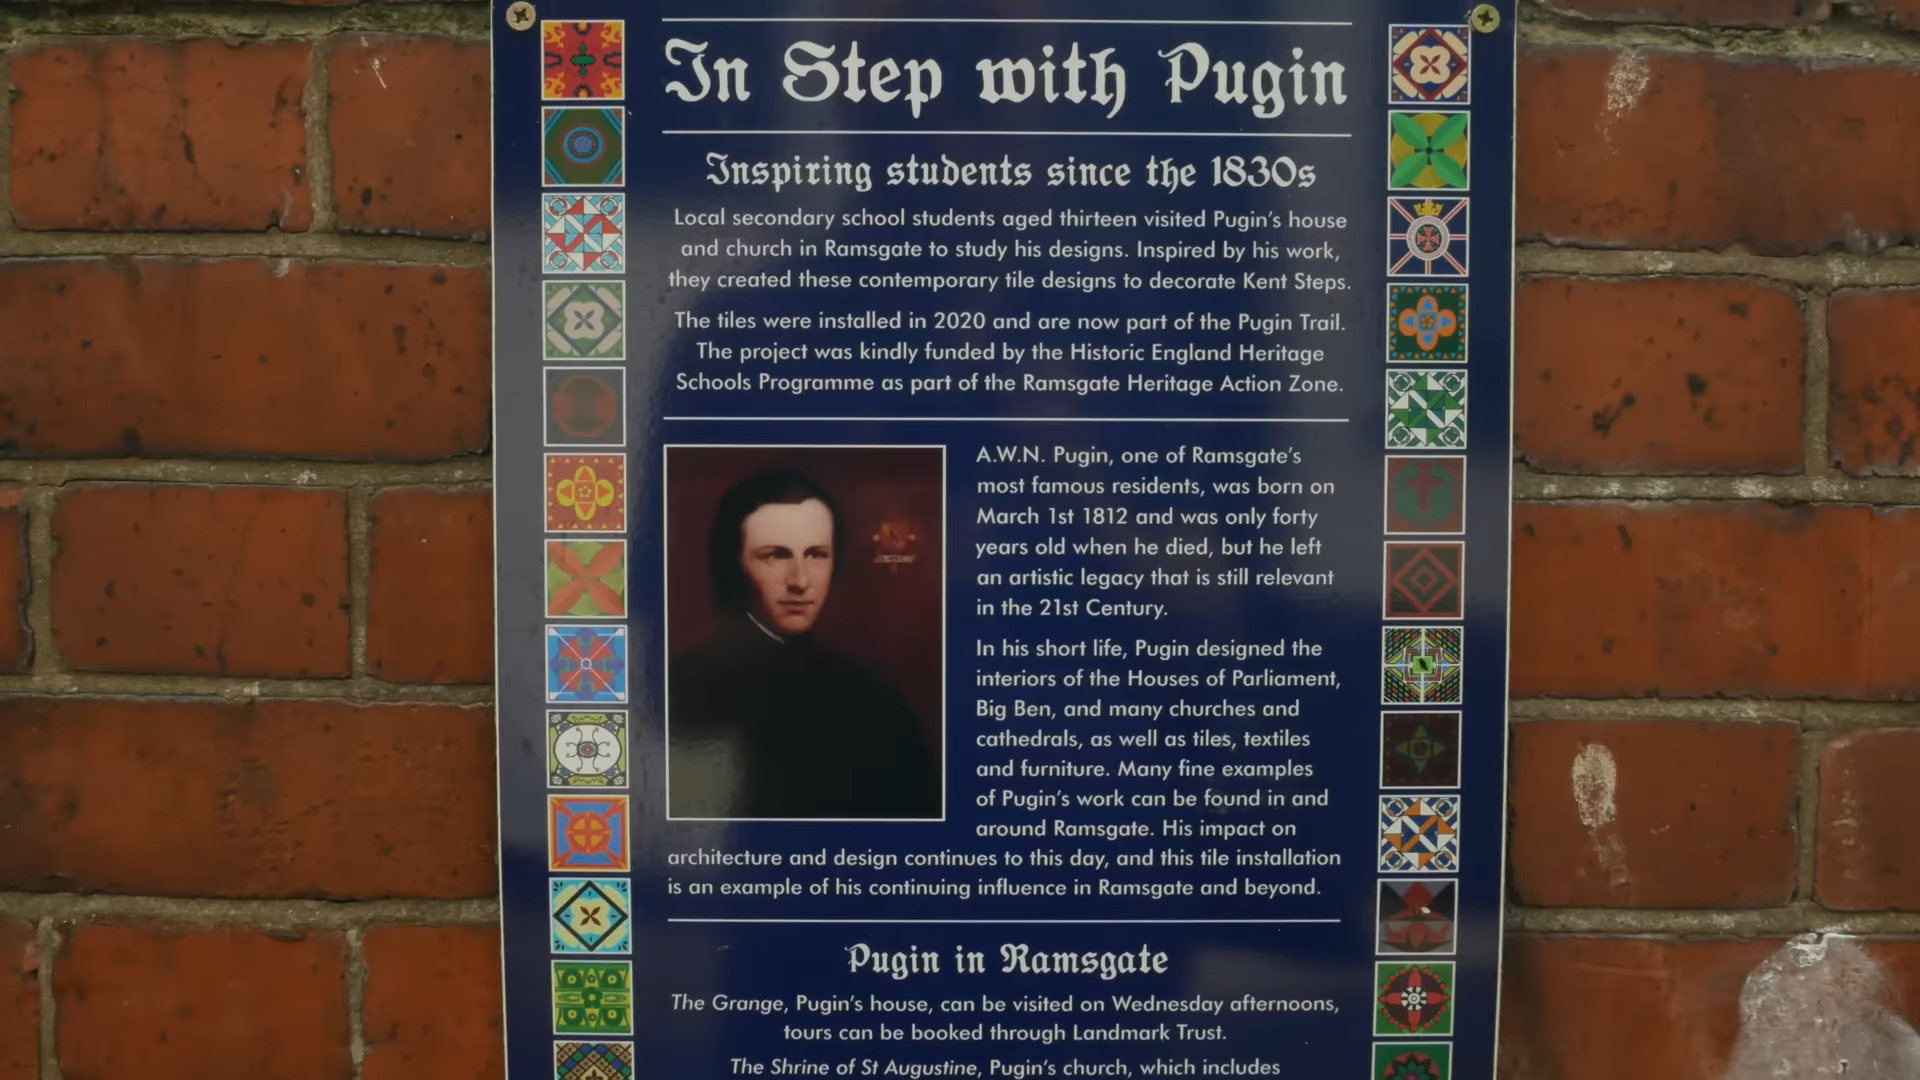 In Step with Pugin
Inspiring students since the 1830s
Local secondary school students aged thirteen visited Pugin's house
and church in Ramsgate to study his designs. Inspired by his work,
they created these contemporary tile designs to decorate Kent Steps.
The tiles were installed in 2020 and are now part of the Pugin Trail.
The project was kindly funded by the Historic England Heritage
Schools Programme as part of the Ramsgate Heritage Action Zone.
A.W.N. Pugin, one of Ramsgate's
most famous residents, was born on
March 1st 1812 and was only forty
years old when he died, but he left
an artistic legacy that is still relevant
in the 21st Century.
In his short life, Pugin designed the
interiors of the Houses of Parliament,
Big Ben, and many churches and
cathedrals, as well as tiles, textiles
and furniture. Many fine examples
of Pugin's work can be found in and
around Ramsgate. His impact on
architecture and design continues to this day, and this tile installation
is an example of his continuing influence in Ramsgate and beyond.
Pugin in Ramsgate
The Grange, Pugin's house, can be visited on Wednesday afternoons,
tours can be booked through Landmark Trust.
The Shrine of St Augustine, Pugin's church, which includes